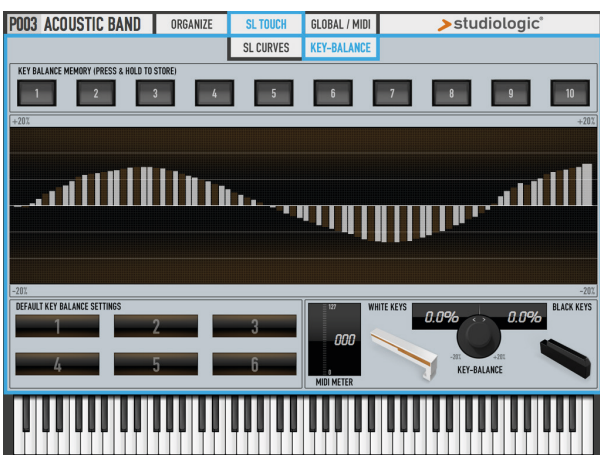 P003 ACOUSTIC BAND ORGANIZE SL TOUCH GLOBAL / MIDI studiologic®
SL CURVES KEY-BALANCE
KEY BALANCE MEMORY (PRESS & HOLD TO STORE)
1 2 3 4 5 6 7 8 9 10
+20% +20%
-20% -20%
DEFAULT KEY BALANCE SETTINGS
1 2 3
4 5 6
127 WHITE KEYS 0.0% 0.0% BLACK KEYS
000
-20% +20%
0 KEY-BALANCE
MIDI METER